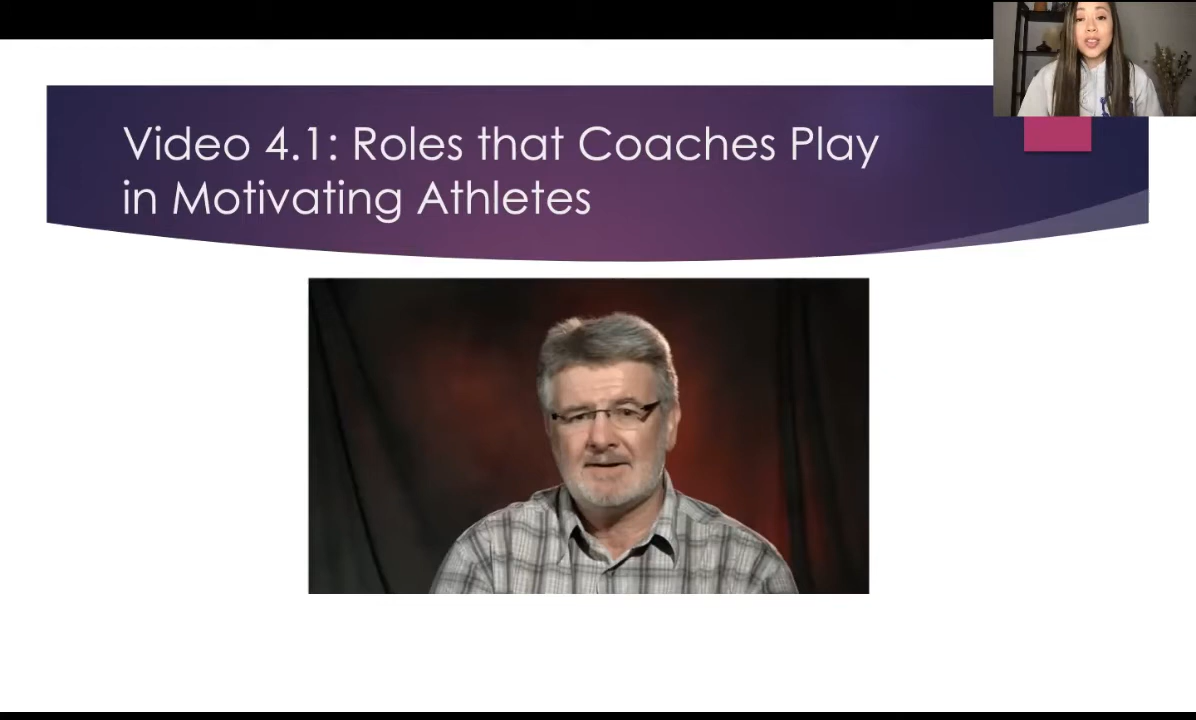 Video 4.1: Roles that Coaches Play
in Motivating Athletes